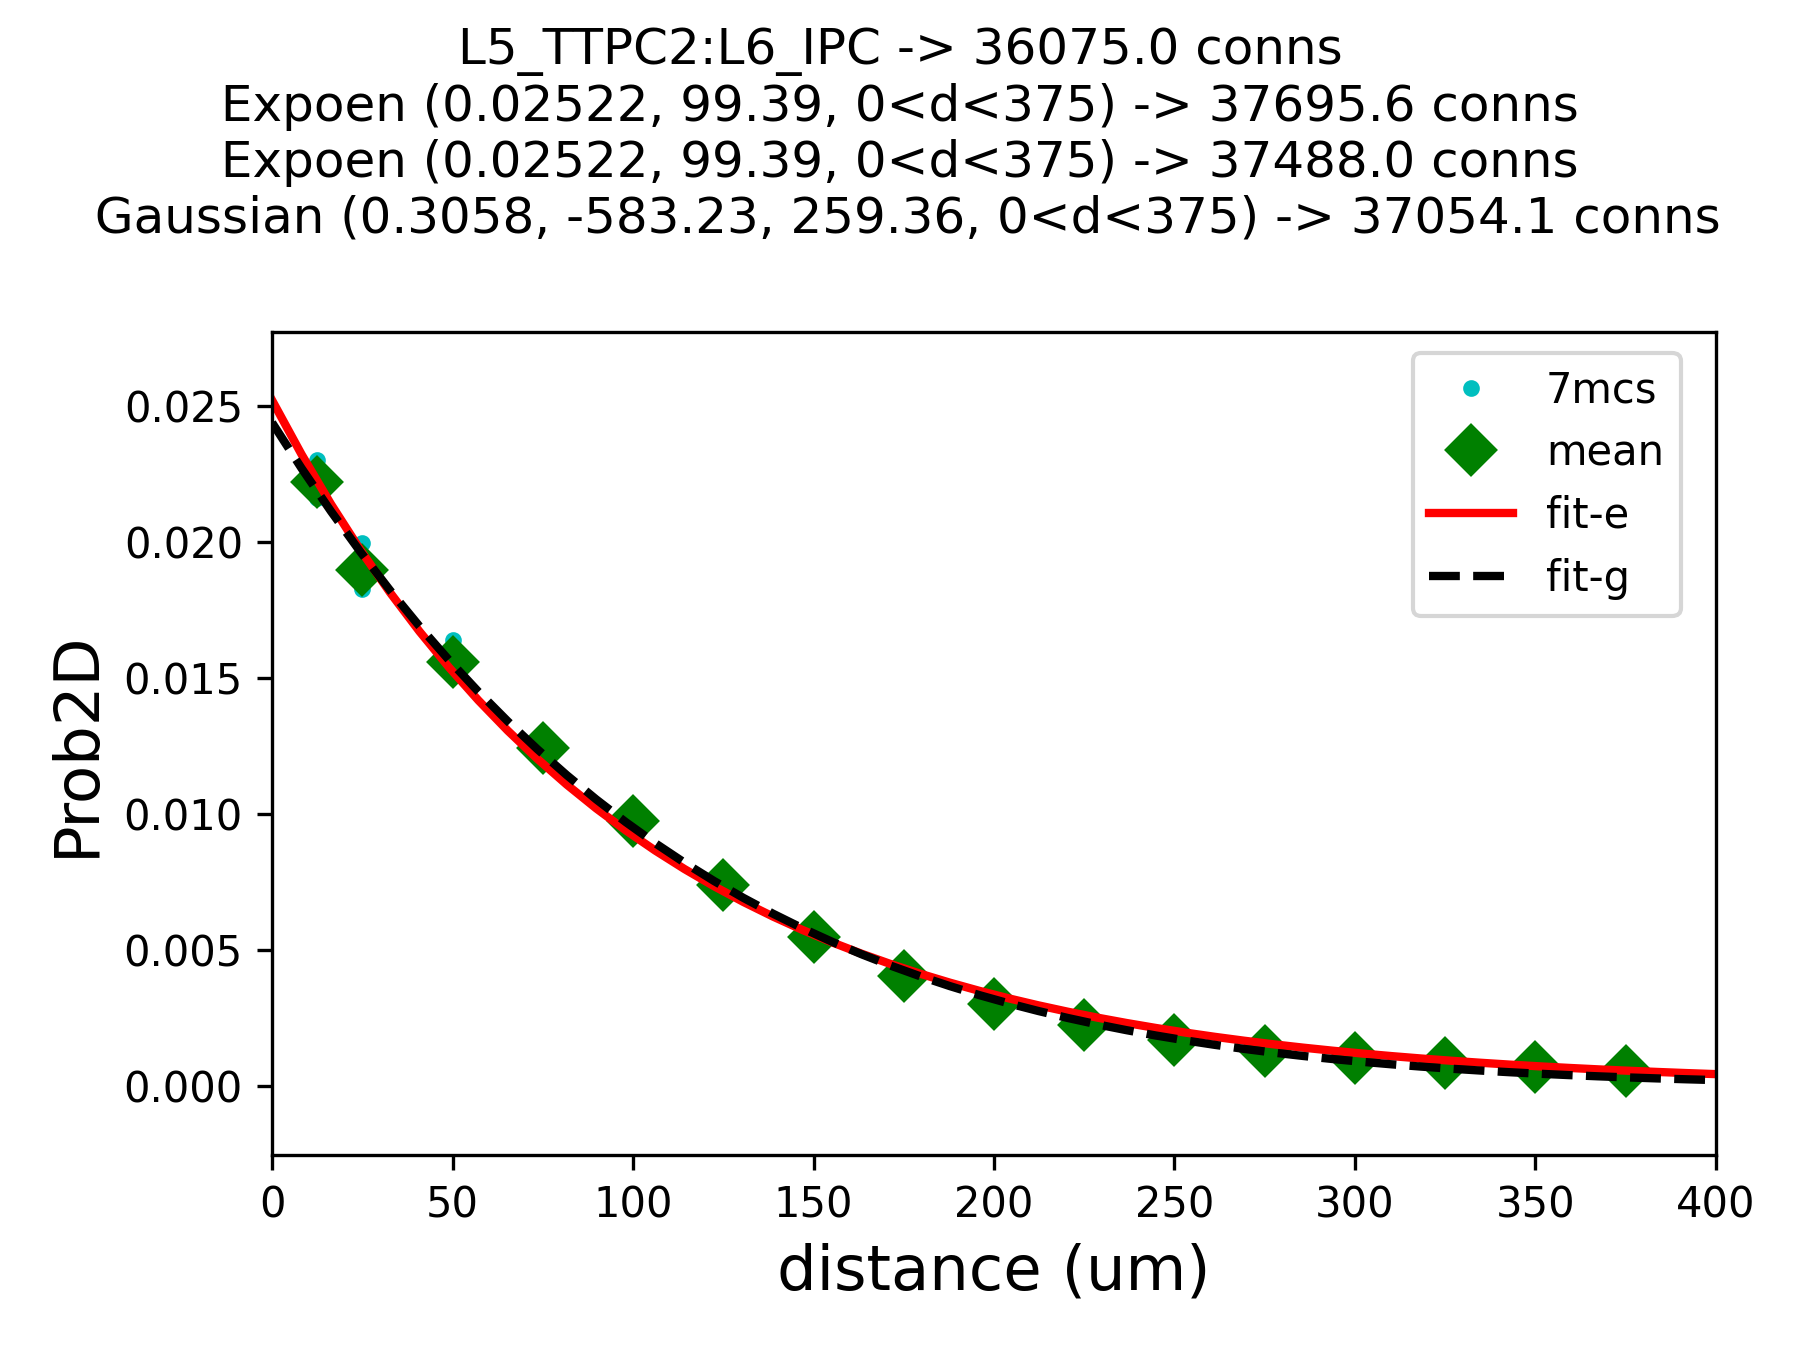 L5_TTPC2:L6_IPC -> 36075.0 conns
Expoen (0.02522, 99.39, 0<d<375) -> 37695.6 conns
Expoen (0.02522, 99.39, 0<d<375) -> 37488.0 conns
Gaussian (0.3058, -583.23, 259.36, 0<d<375) -> 37054.1 conns
7mcs
mean
fit-e
fit-g
Prob2D
0.025
0.020
0.015
0.010
0.005
0.000
0 50 100 150 200 250 300 350 400
distance (um)